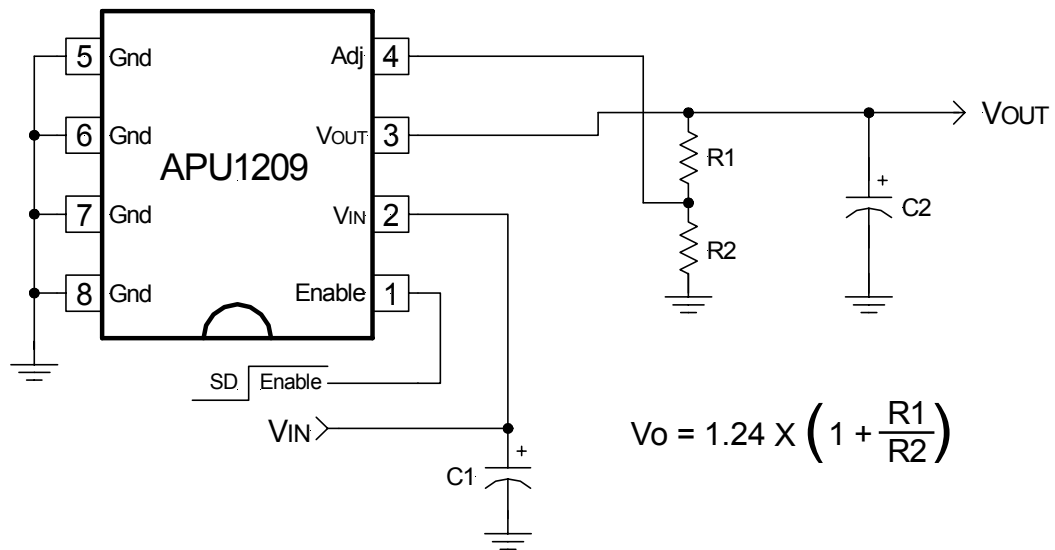 5 Gnd
6 Gnd
7 Gnd
8 Gnd
APU1209
Adj 4
VOUT 3
VIN 2
Enable 1
SD Enable
VIN
C1
R1
R2
C2
VOUT
Vo = 1.24 X ( 1 + R1/R2 )